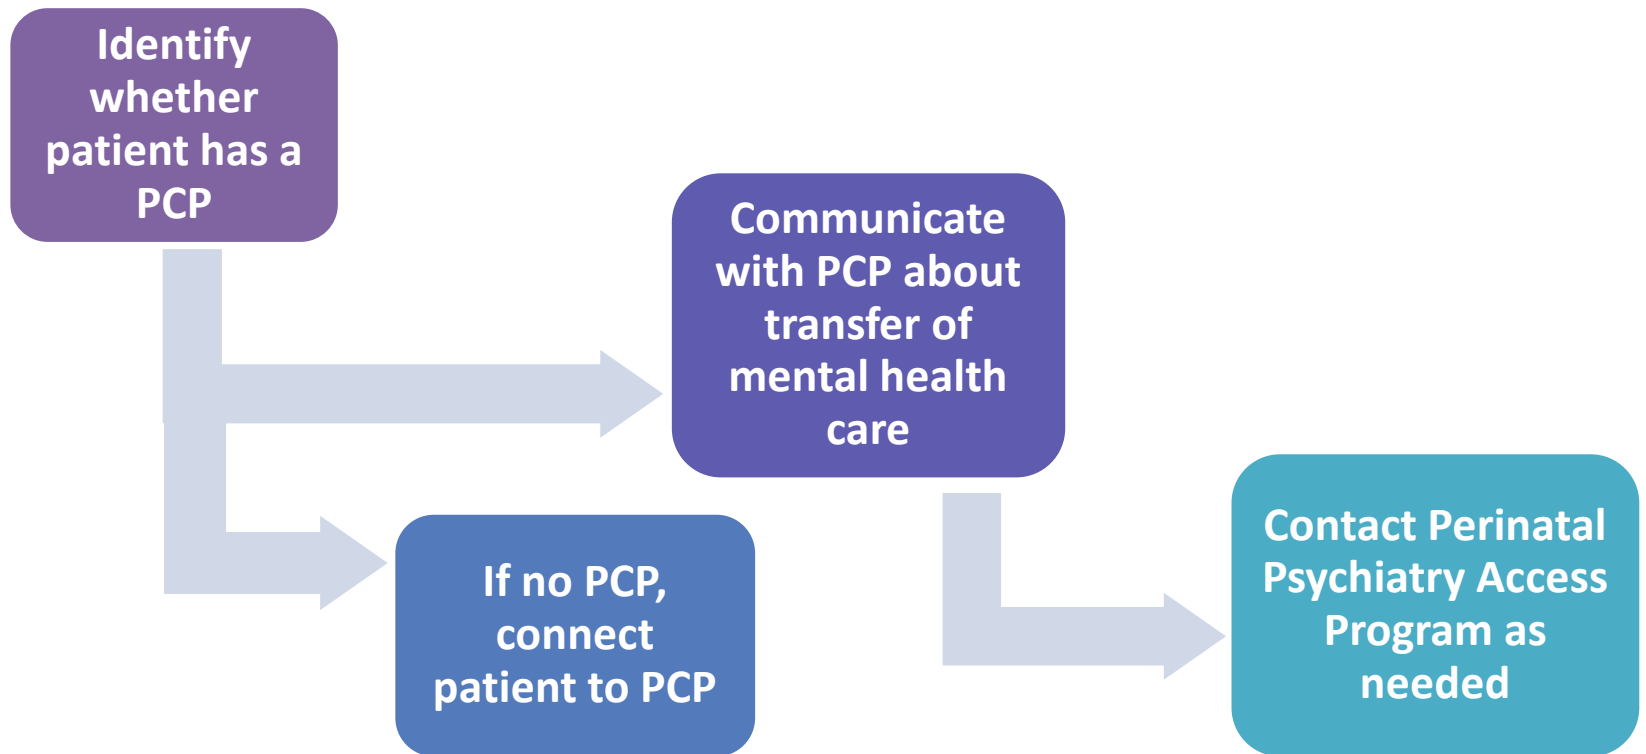 Identify
whether
patient has a
PCP
Communicate
with PCP about
transfer of
mental health
care
If no PCP,
connect
patient to PCP
Contact Perinatal
Psychiatry Access
Program as
needed